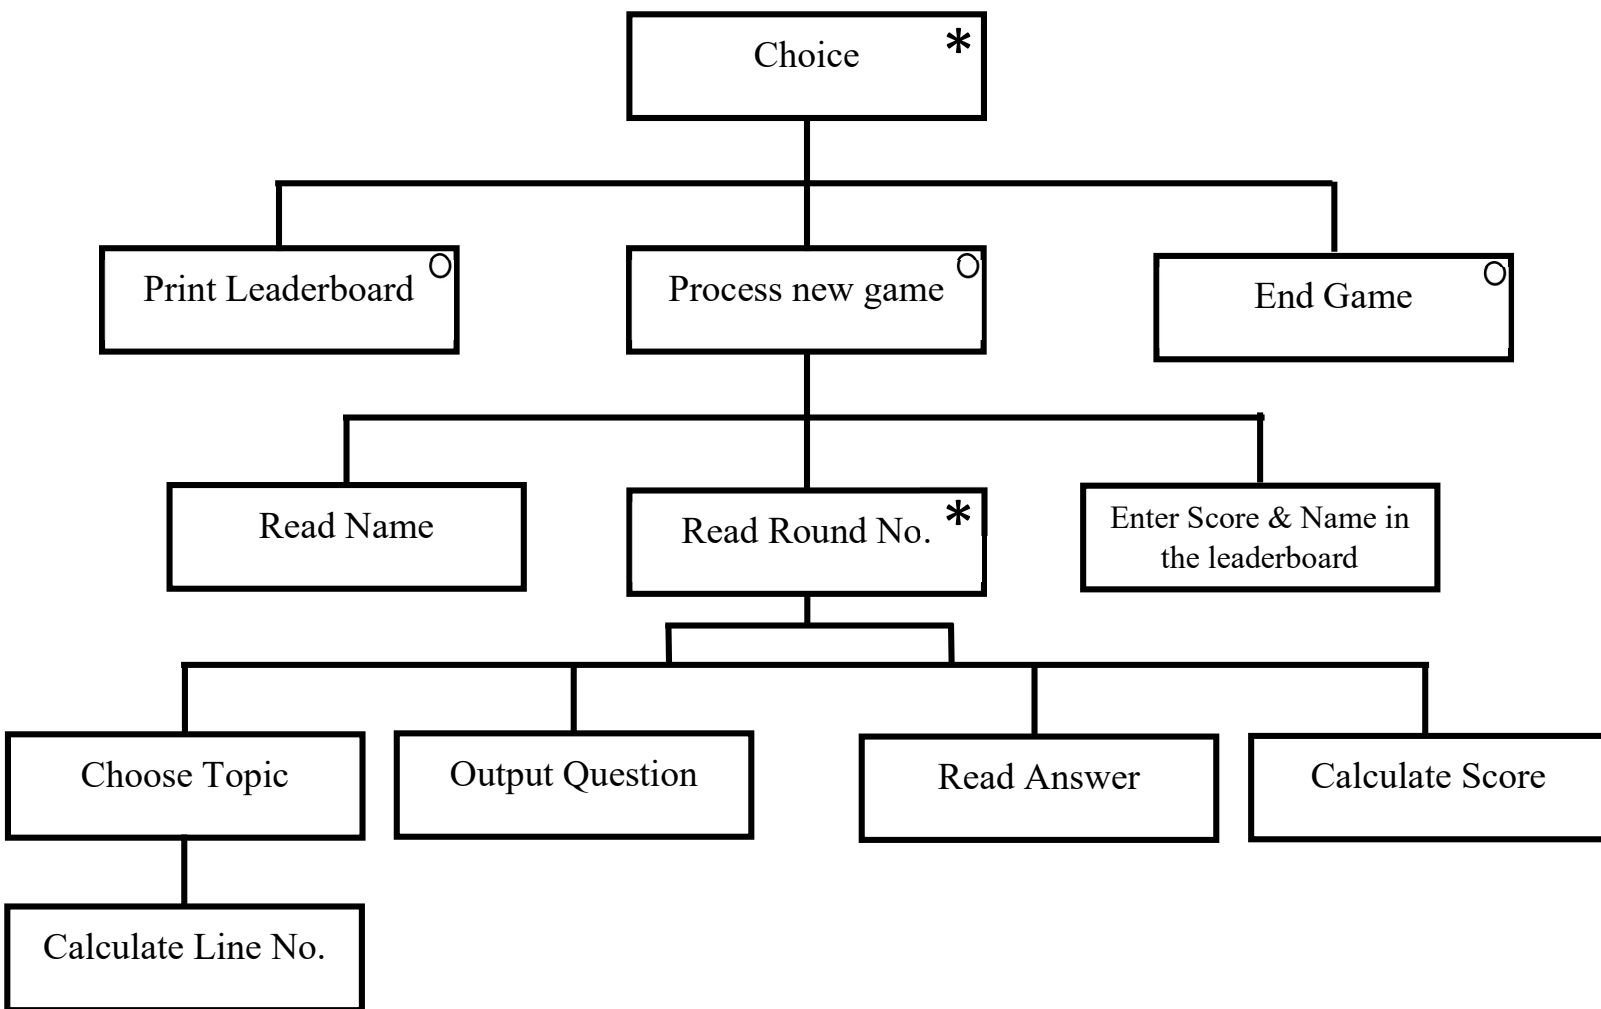 Choice *
Print Leaderboard
Process new game
End Game
Read Name
Read Round No. *
Enter Score & Name in
the leaderboard
Choose Topic
Output Question
Read Answer
Calculate Score
Calculate Line No.